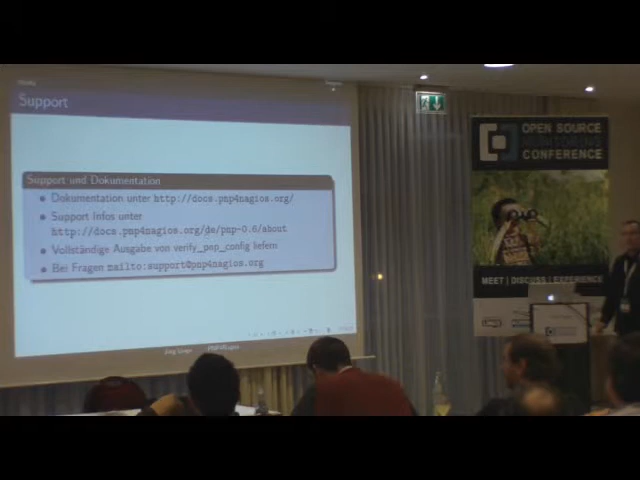 Support
Support und Dokumentation
Dokumentation unter http://docs.pnp4nagios.org/
Support Infos unter
http://docs.pnp4nagios.org/de/pnp-0.6/about
Vollständige Ausgabe von verify_pnp_config liefern
Bei Fragen mailto:support@pnp4nagios.org
OPEN SOURCE
MONITORING
CONFERENCE
MEET | DISCUSS | EXPERIENCE